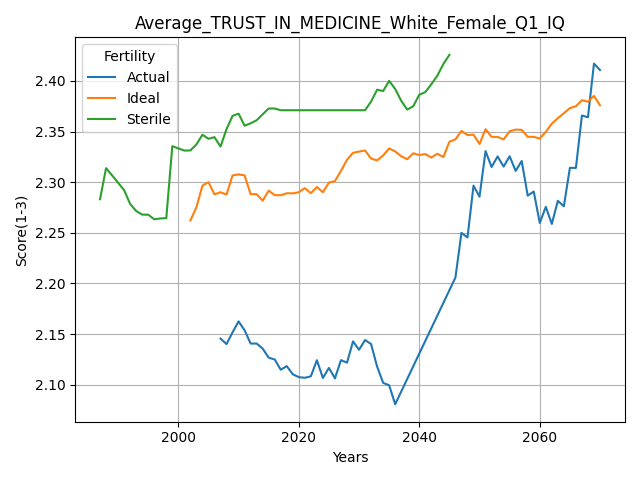 Average_TRUST_IN_MEDICINE_White_Female_Q1_IQ
Fertility
Actual
Ideal
Sterile
Score(1-3)
2.40
2.35
2.30
2.25
2.20
2.15
2.10
2000
2020
2040
2060
Years